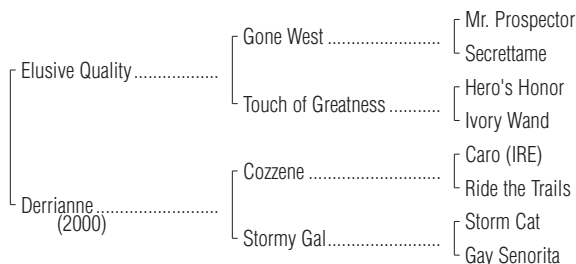 Mr. Prospector
Gone West
Secrettame
Elusive Quality
Hero's Honor
Touch of Greatness
Ivory Wand
Caro (IRE)
Cozzene
Ride the Trails
Derrianne
(2000)
Storm Cat
Stormy Gal
Gay Senorita